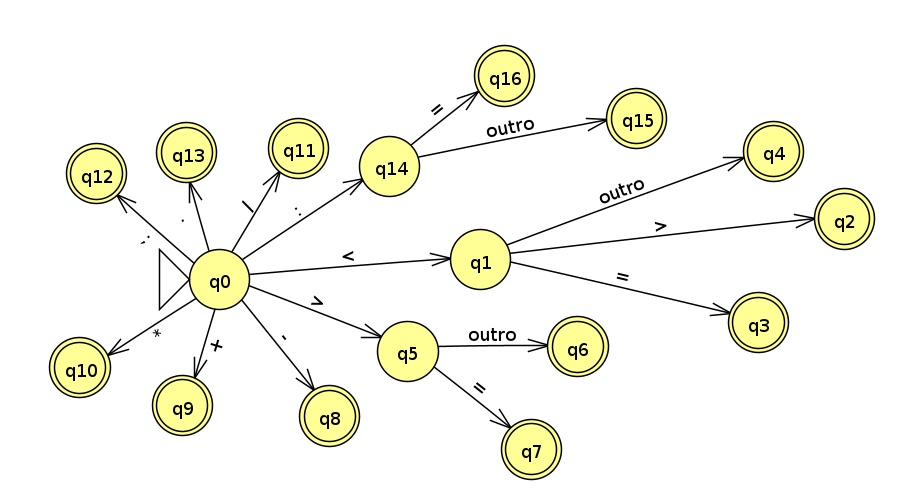 q16
=
outro
q15
q13
q11
q12
q14
q4
outro
.
/
:
q2
>
;
<
q1
q0
=
q3
>
*
+
-
q5
outro
q6
q10
=
q9
q8
q7